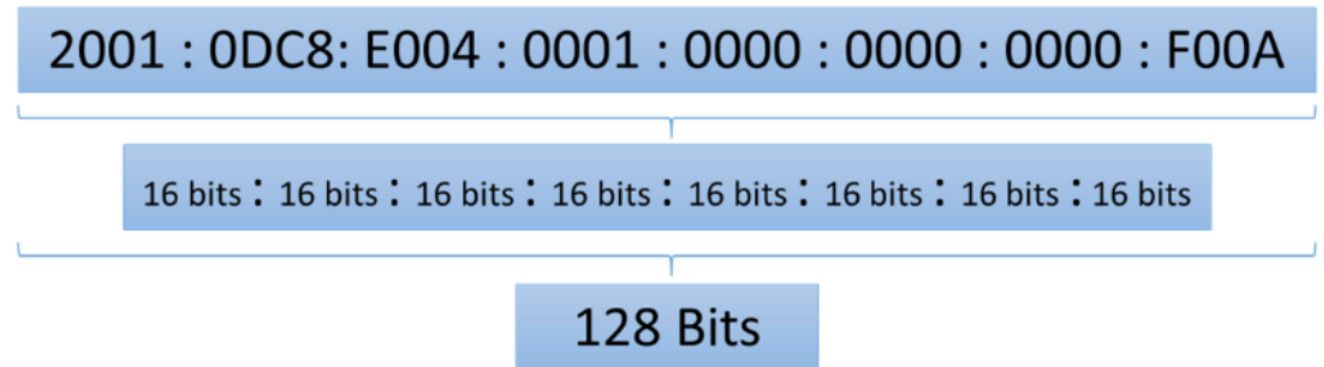 2001 : 0DC8: E004 : 0001 : 0000 : 0000 : 0000 : F00A
16 bits : 16 bits : 16 bits : 16 bits : 16 bits : 16 bits : 16 bits : 16 bits
128 Bits